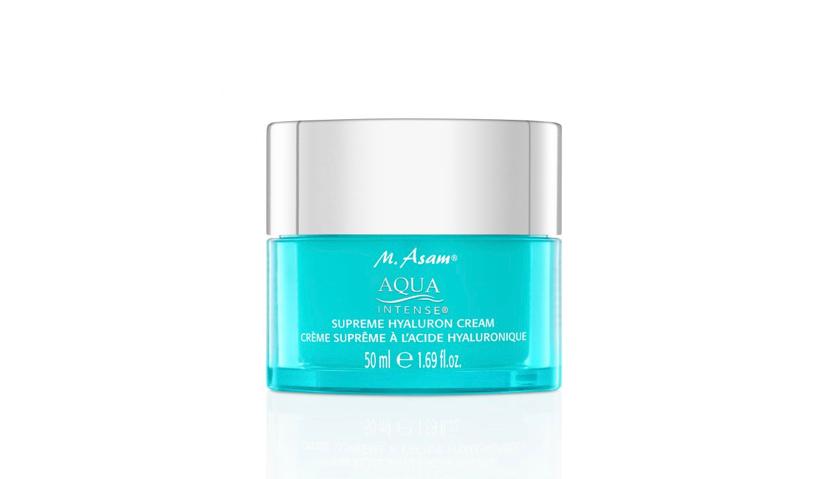 M. Asam®
AQUA
INTENSE®
SUPREME HYALURON CREAM
CRÈME SUPRÊME À L'ACIDE HYALURONIQUE
50 ml ℮ 1.69 fl.oz.